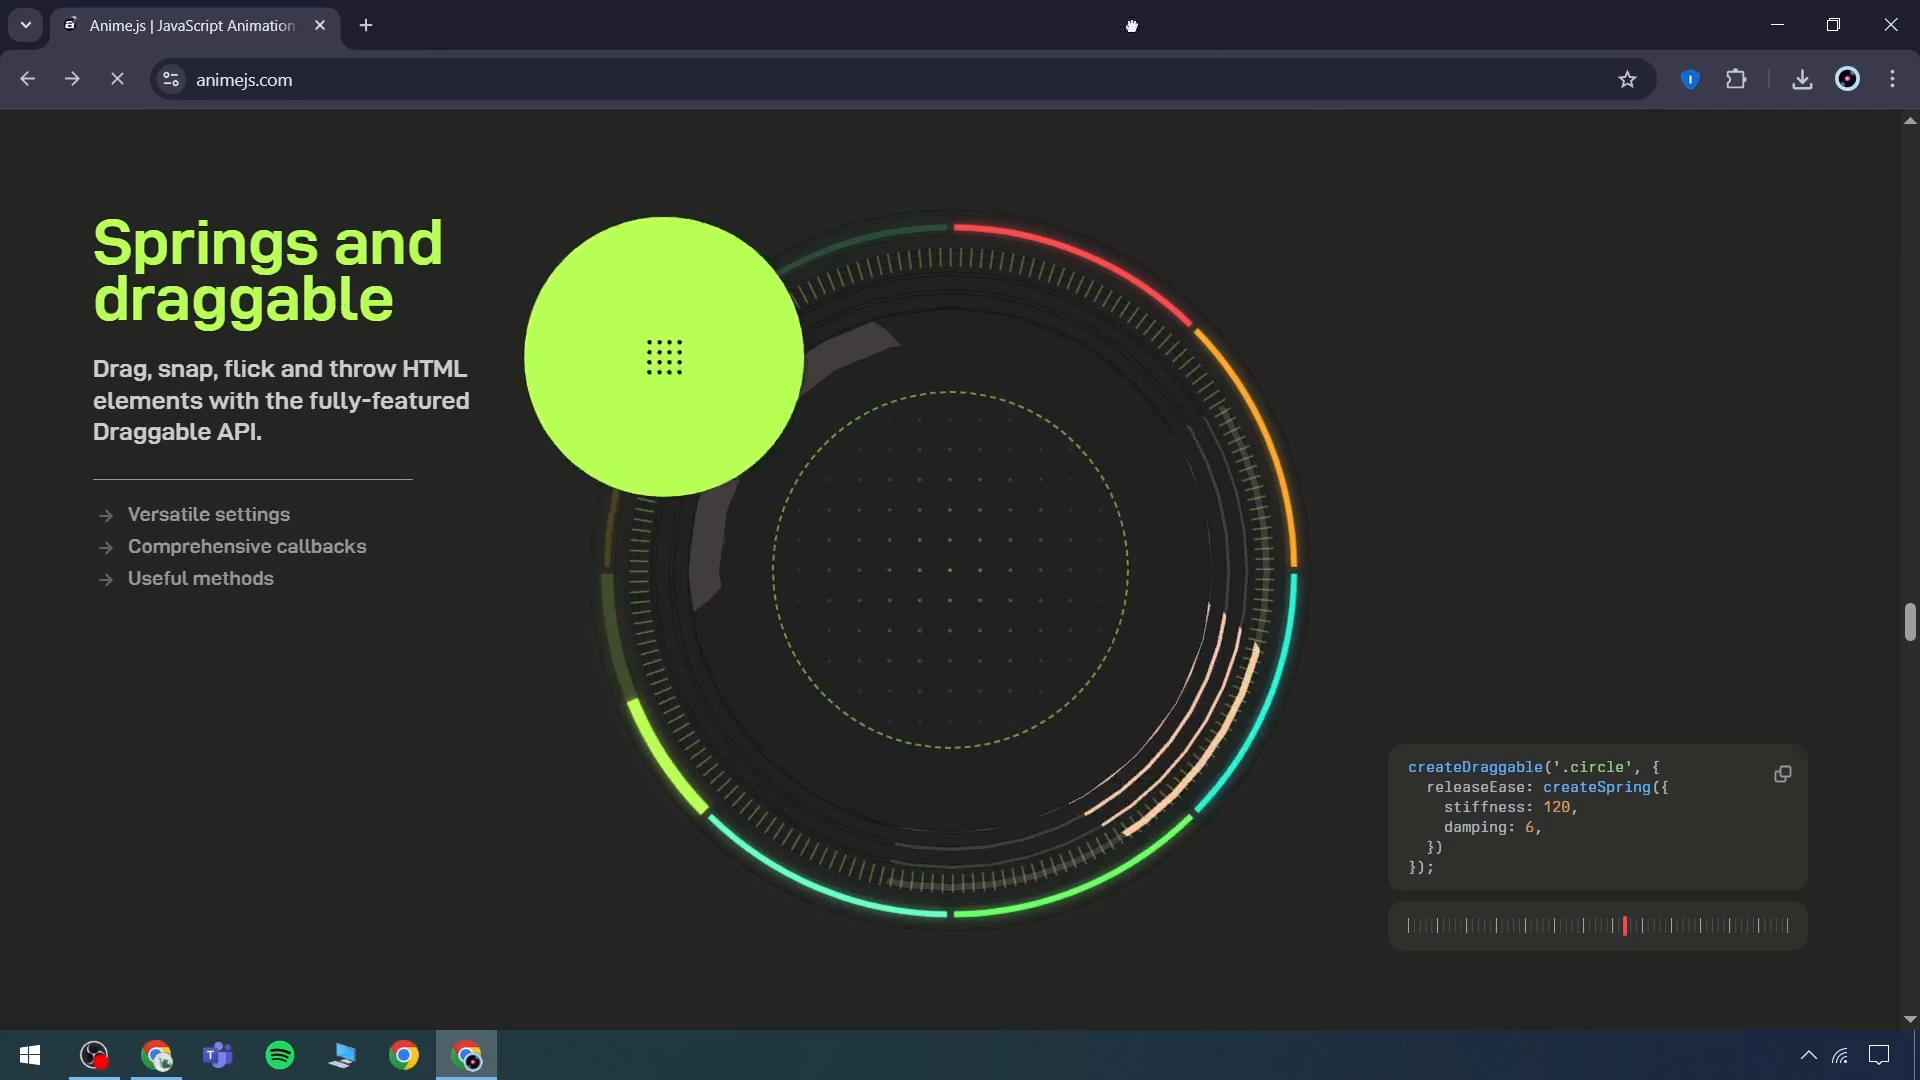 Anime.js | JavaScript Animation
animejs.com
Springs and
draggable
Drag, snap, flick and throw HTML
elements with the fully-featured
Draggable API.
→ Versatile settings
→ Comprehensive callbacks
→ Useful methods
createDraggable('.circle', {
  releaseEase: createSpring({
    stiffness: 120,
    damping: 6,
  })
});